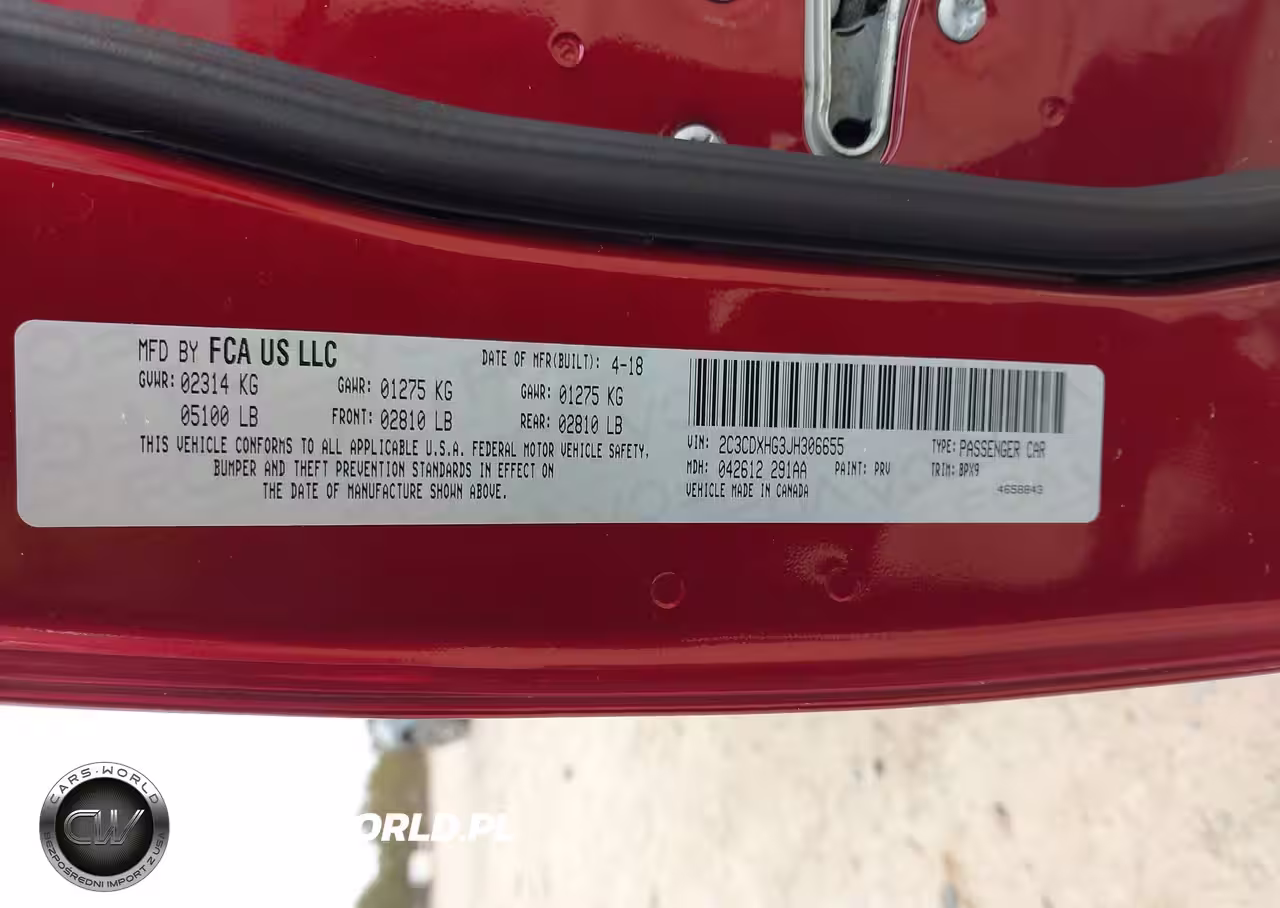 MFD BY FCA US LLC
DATE OF MFR(BUILT): 4-18
GVWR: 02314 KG
GAWR: 01275 KG
GAWR: 01275 KG
05100 LB
FRONT: 02810 LB
REAR: 02810 LB
THIS VEHICLE CONFORMS TO ALL APPLICABLE U.S.A. FEDERAL MOTOR VEHICLE SAFETY,
BUMPER AND THEFT PREVENTION STANDARDS IN EFFECT ON
THE DATE OF MANUFACTURE SHOWN ABOVE.
VIN: 2C3CDXHG3JH306655
TYPE: PASSENGER CAR
MDH: 042612 291AA
PAINT: PRV
TRIM: BPX9
VEHICLE MADE IN CANADA
4658843
CARS-WORLD
CW
BEZPOŚREDNI IMPORT Z USA
ORLD.PL